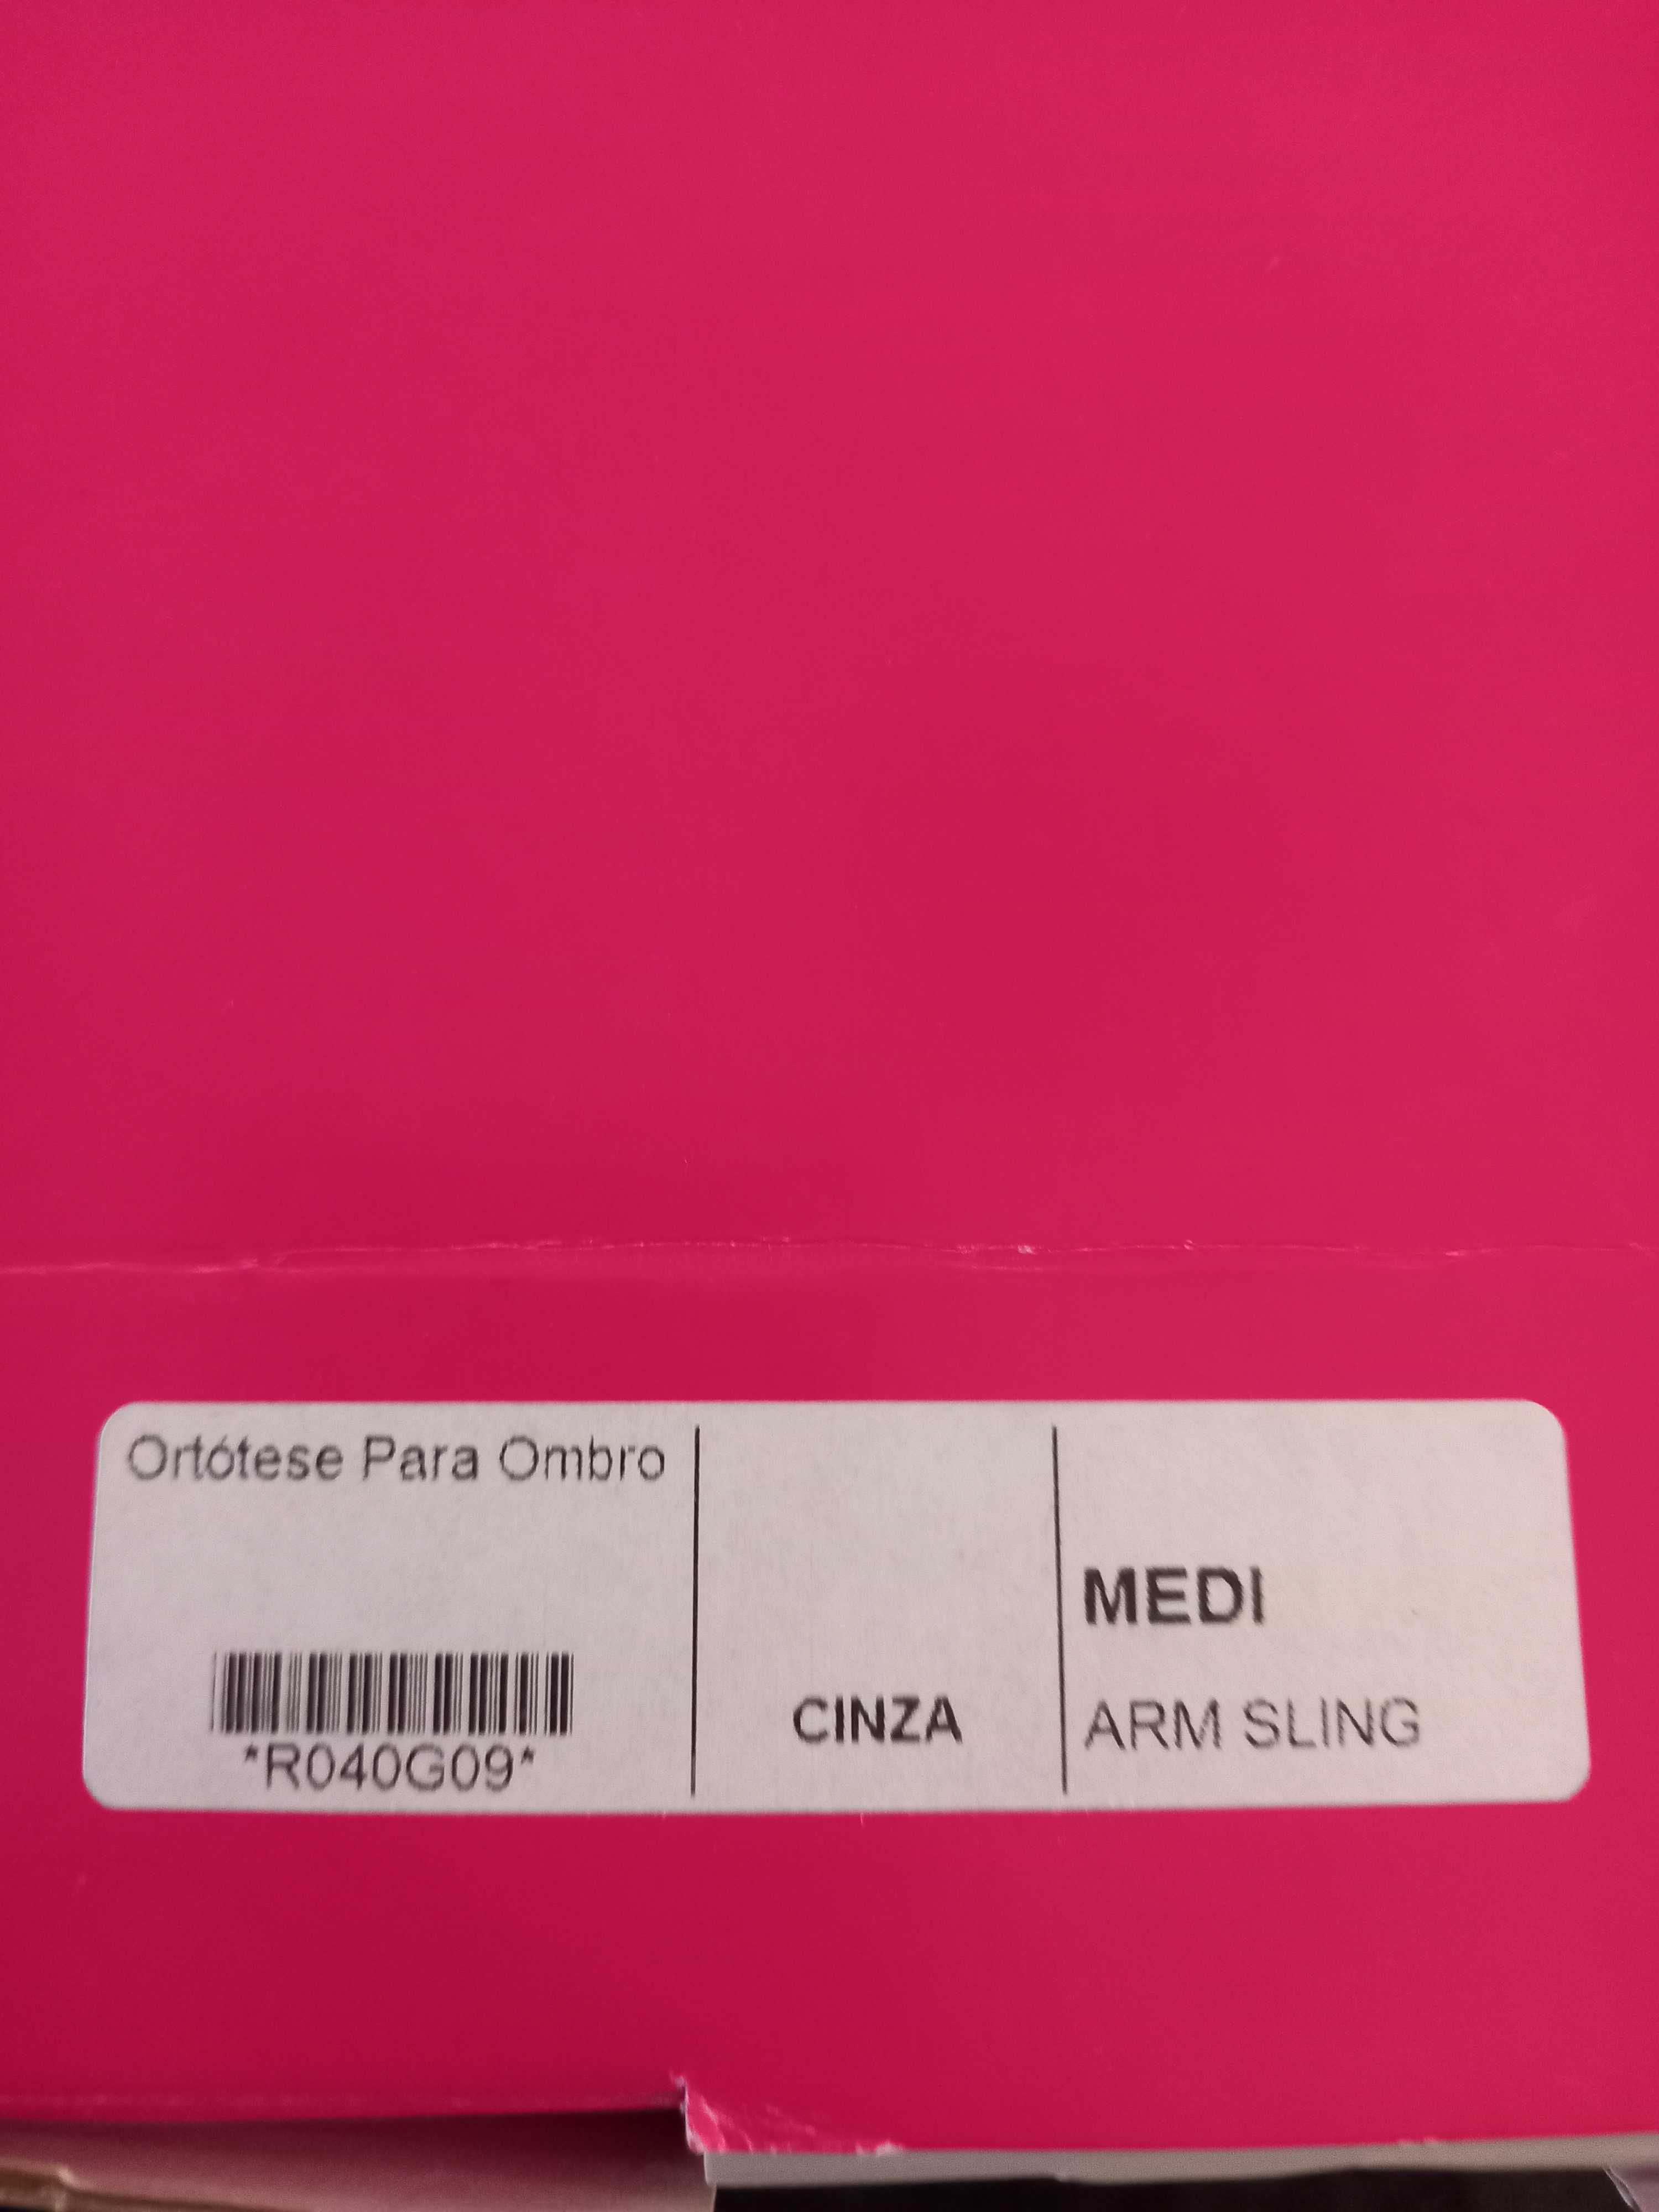 Ortótese Para Ombro
*R040G09*
CINZA
MEDI
ARM SLING